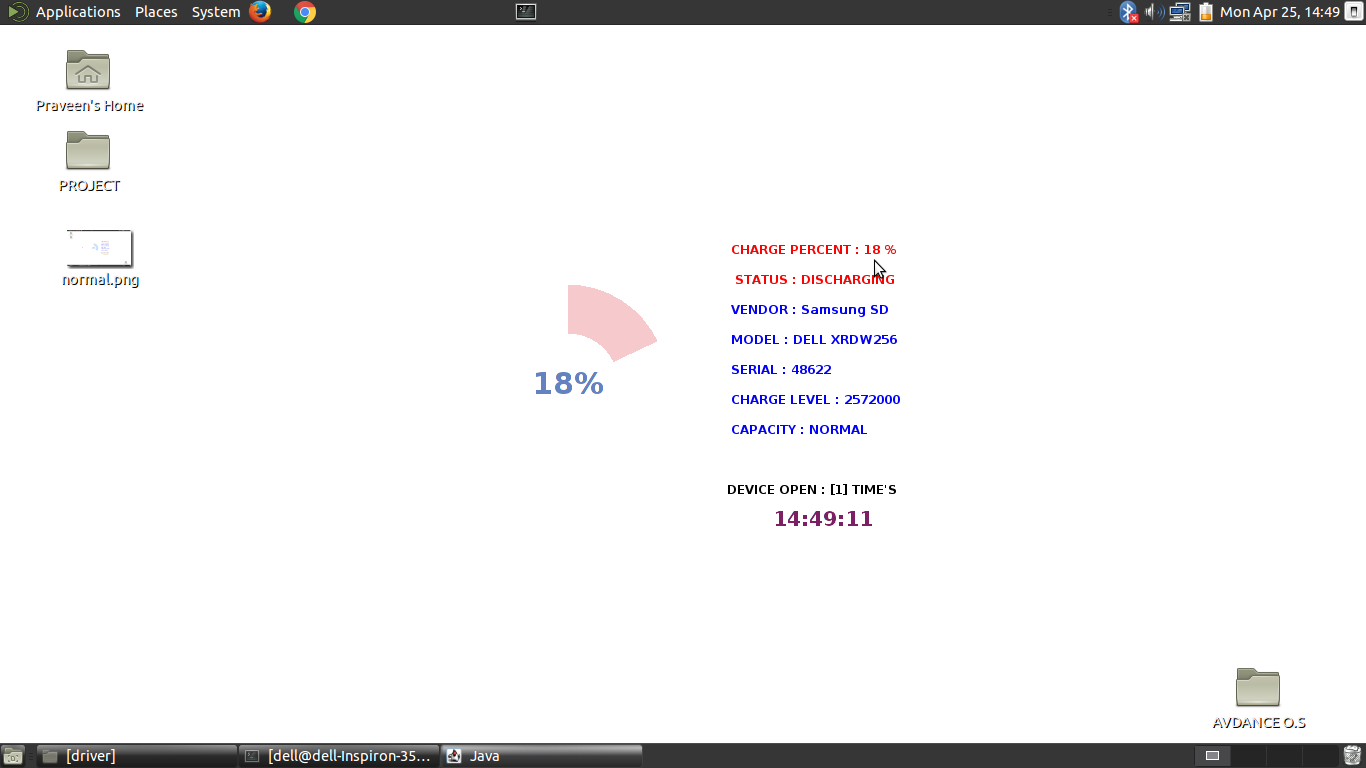 Applications Places System
Mon Apr 25, 14:49
Praveen's Home
PROJECT
normal.png
18%
CHARGE PERCENT : 18 %
STATUS : DISCHARGING
VENDOR : Samsung SD
MODEL : DELL XRDW256
SERIAL : 48622
CHARGE LEVEL : 2572000
CAPACITY : NORMAL
DEVICE OPEN : [1] TIME'S
14:49:11
AVDANCE O.S
[driver] [dell@dell-Inspiron-35... Java